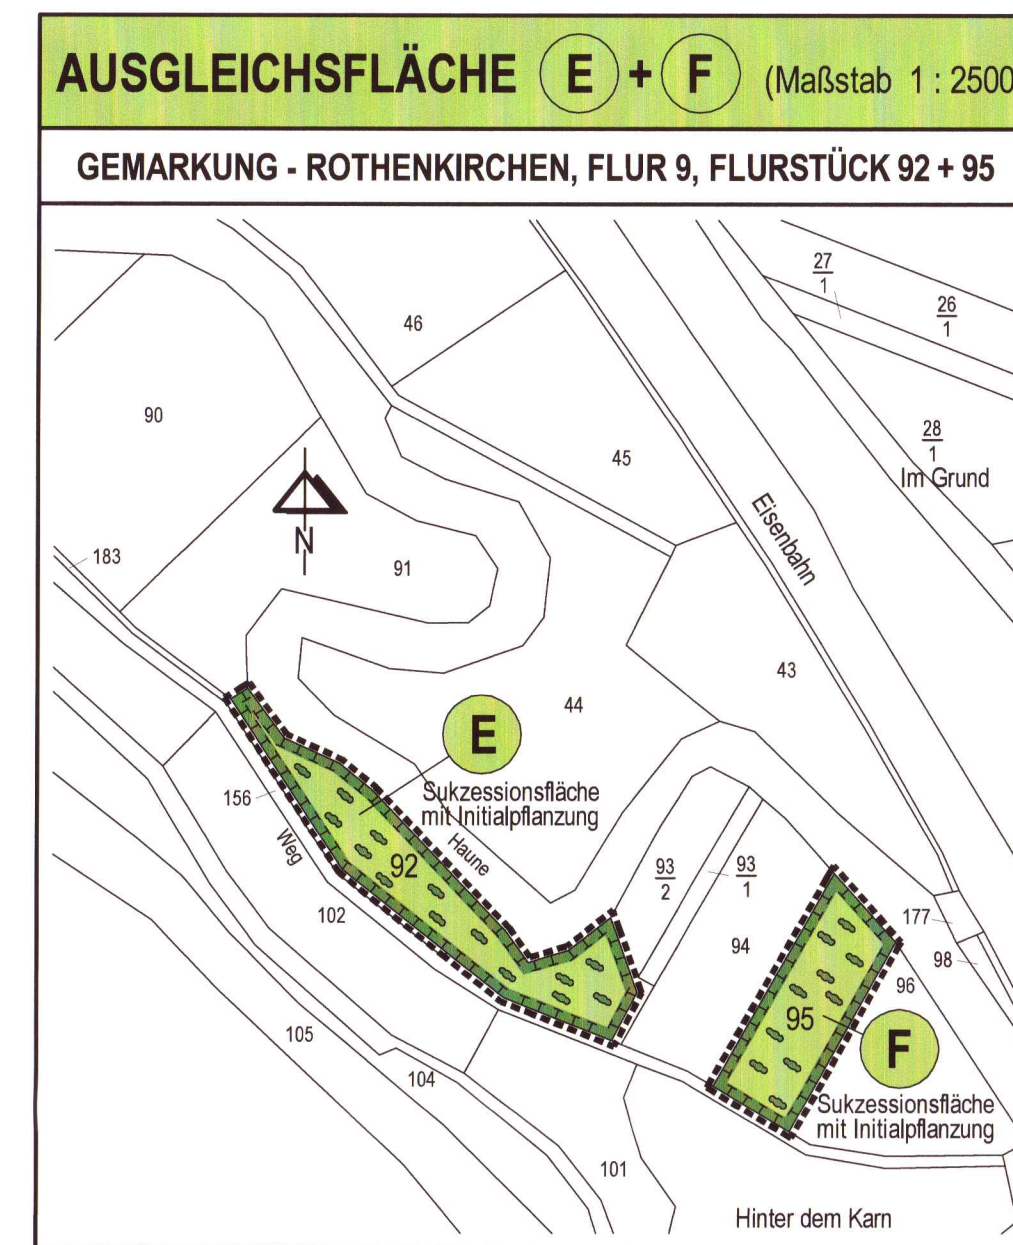 AUSGLEICHSFLÄCHE E + F (Maßstab 1 : 2500
GEMARKUNG - ROTHENKIRCHEN, FLUR 9, FLURSTÜCK 92 + 95
27
1
26
1
46
90
28
1
45
Im Grund
Eisenbahn
N
183
91
43
44
E
Sukzessionsfläche
mit Initialpflanzung
156
Weg
Haune
92
93
2
93
1
102
177
94
98
96
95
F
105
104
Sukzessionsfläche
mit Initialpflanzung
101
Hinter dem Karn